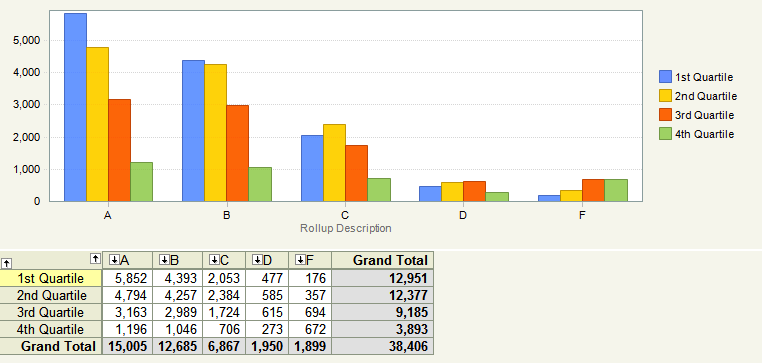 5,000
4,000
3,000
2,000
1,000
0
A B C D F
Rollup Description
1st Quartile
2nd Quartile
3rd Quartile
4th Quartile
A B C D F Grand Total
1st Quartile 5,852 4,393 2,053 477 176 12,951
2nd Quartile 4,794 4,257 2,384 585 357 12,377
3rd Quartile 3,163 2,989 1,724 615 694 9,185
4th Quartile 1,196 1,046 706 273 672 3,893
Grand Total 15,005 12,685 6,867 1,950 1,899 38,406